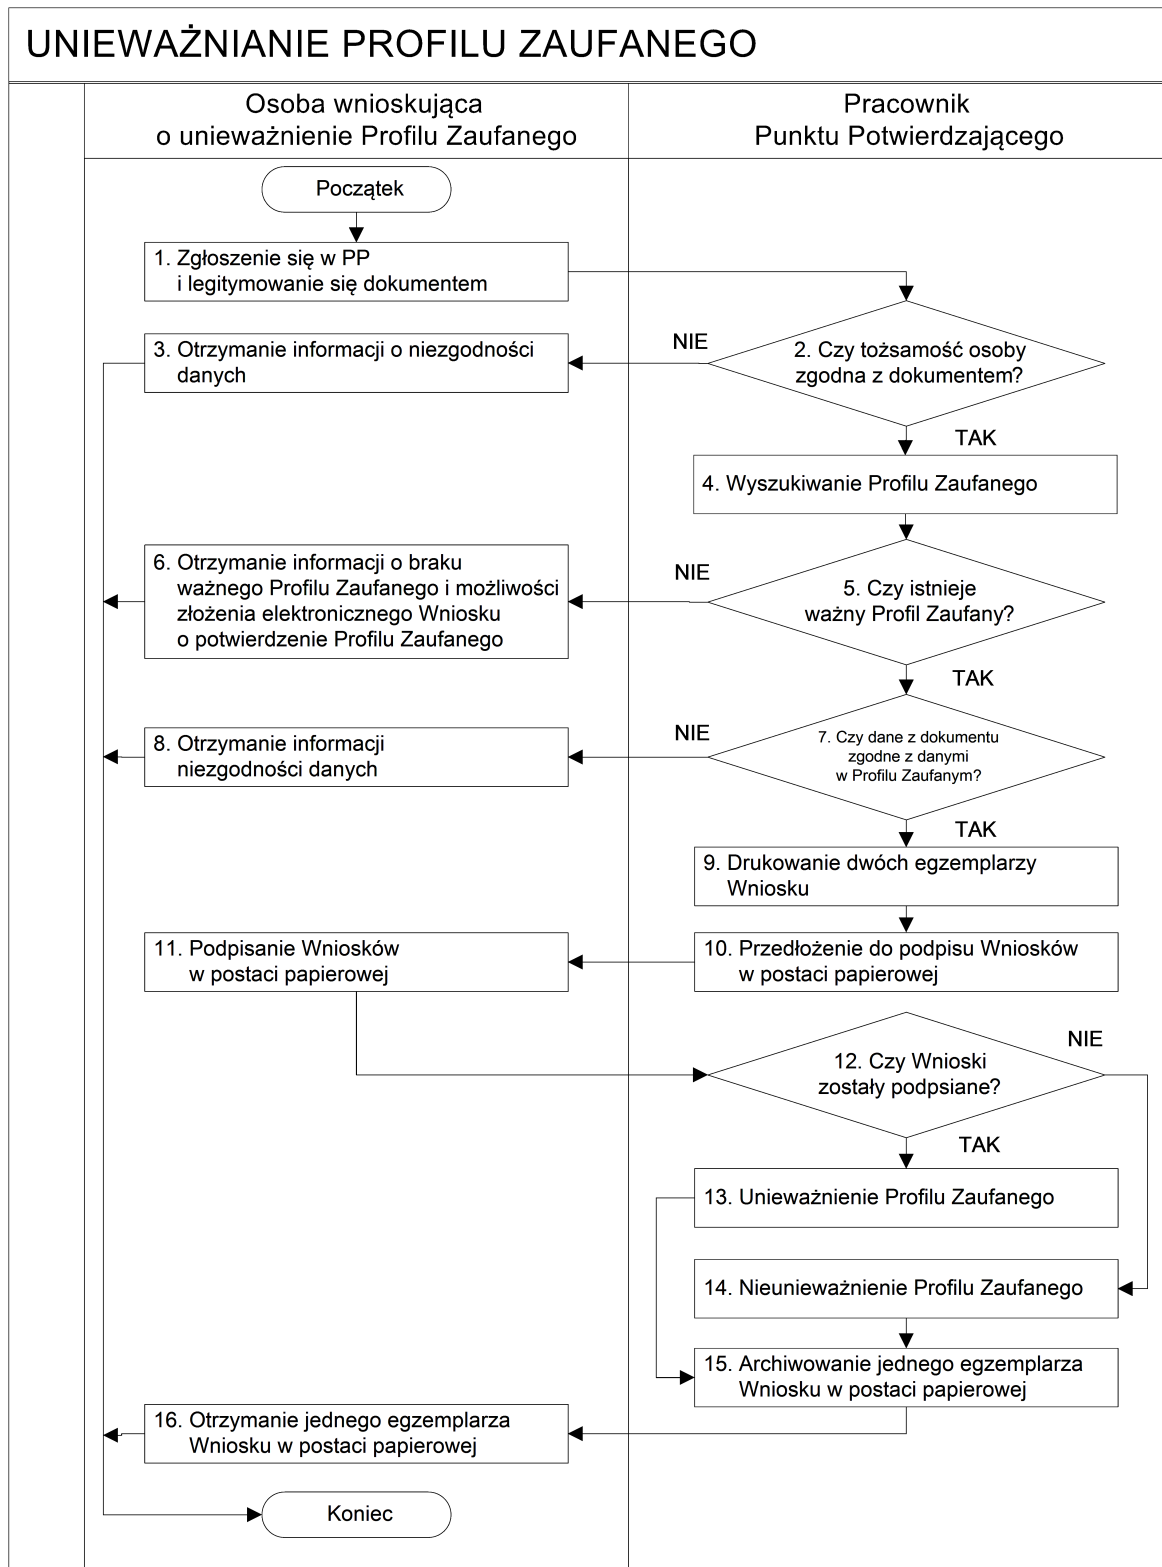 UNIEWAŻNIANIE PROFILU ZAUFANEGO
Osoba wnioskująca
o unieważnienie Profilu Zaufanego
Pracownik
Punktu Potwierdzającego
Początek
1. Zgłoszenie się w PP
i legitymowanie się dokumentem
2. Czy tożsamość osoby
zgodna z dokumentem?
NIE
3. Otrzymanie informacji o niezgodności
danych
TAK
4. Wyszukiwanie Profilu Zaufanego
5. Czy istnieje
ważny Profil Zaufany?
NIE
6. Otrzymanie informacji o braku
ważnego Profilu Zaufanego i możliwości
złożenia elektronicznego Wniosku
o potwierdzenie Profilu Zaufanego
TAK
7. Czy dane z dokumentu
zgodne z danymi
w Profilu Zaufanym?
NIE
8. Otrzymanie informacji
niezgodności danych
TAK
9. Drukowanie dwóch egzemplarzy
Wniosku
10. Przedłożenie do podpisu Wniosków
w postaci papierowej
11. Podpisanie Wniosków
w postaci papierowej
12. Czy Wnioski
zostały podpsiane?
NIE
TAK
13. Unieważnienie Profilu Zaufanego
14. Nieunieważnienie Profilu Zaufanego
15. Archiwowanie jednego egzemplarza
Wniosku w postaci papierowej
16. Otrzymanie jednego egzemplarza
Wniosku w postaci papierowej
Koniec